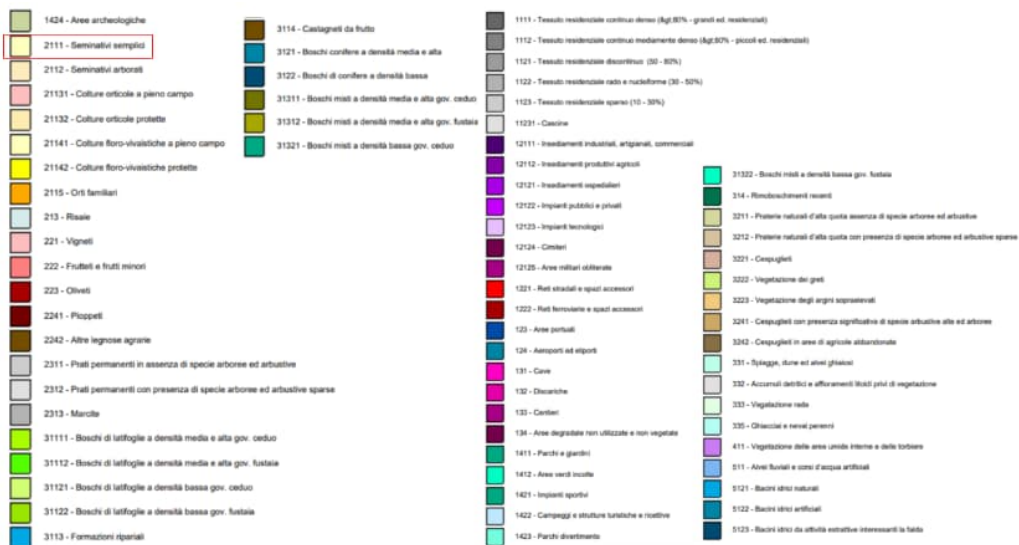 1424 - Aree archeologiche
2111 - Seminativi semplici
2112 - Seminativi arborati
21131 - Colture orticole a pieno campo
21132 - Colture orticole protette
21141 - Colture floro-vivaistiche a pieno campo
21142 - Colture floro-vivaistiche protette
2115 - Orti familiari
213 - Risaie
221 - Vigneti
222 - Frutteti e frutti minori
223 - Oliveti
2241 - Pioppeti
2242 - Altre legnose agrarie
2311 - Prati permanenti in assenza di specie arboree ed arbustive
2312 - Prati permanenti con presenza di specie arboree ed arbustive sparse
2313 - Marcite
31111 - Boschi di latifoglie a densità media e alta gov. ceduo
31112 - Boschi di latifoglie a densità media e alta gov. fustaia
31121 - Boschi di latifoglie a densità bassa gov. ceduo
31122 - Boschi di latifoglie a densità bassa gov. fustaia
3113 - Formazioni ripariali
3114 - Castagneti da frutto
3121 - Boschi conifere a densità media e alta
3122 - Boschi di conifere a densità bassa
31311 - Boschi misti a densità media e alta gov. ceduo
31312 - Boschi misti a densità media e alta gov. fustaia
31321 - Boschi misti a densità bassa gov. ceduo
1111 - Tessuto residenziale continuo denso (&gt;80% - grandi ed. residenziali)
1112 - Tessuto residenziale continuo mediamente denso (&gt;80% - piccoli ed. residenziali)
1121 - Tessuto residenziale discontinuo (50 - 80%)
1122 - Tessuto residenziale rado e nucleiforme (30 - 50%)
1123 - Tessuto residenziale sparso (10 - 30%)
11231 - Cascine
12111 - Insediamenti industriali, artigianali, commerciali
12112 - Insediamenti produttivi agricoli
12121 - Insediamenti ospedalieri
12122 - Impianti pubblici e privati
12123 - Impianti tecnologici
12124 - Cimiteri
12125 - Aree militari obliterate
1221 - Reti stradali e spazi accessori
1222 - Reti ferroviarie e spazi accessori
123 - Aree portuali
124 - Aeroporti ed eliporti
131 - Cave
132 - Discariche
133 - Cantieri
134 - Aree degradate non utilizzate e non vegetate
1411 - Parchi e giardini
1412 - Aree verdi incolte
1421 - Impianti sportivi
1422 - Campeggi e strutture turistiche e ricettive
1423 - Parchi divertimento
31322 - Boschi misti a densità bassa gov. fustaia
314 - Rimboschimenti recenti
3211 - Praterie naturali d'alta quota assenza di specie arboree ed arbustive
3212 - Praterie naturali d'alta quota con presenza di specie arboree ed arbustive sparse
3221 - Cespuglieti
3222 - Vegetazione dei greti
3223 - Vegetazione degli argini sopraelevati
3241 - Cespuglieti con presenza significativa di specie arbustive alte ed arboree
3242 - Cespuglieti in aree di agricole abbandonate
331 - Spiagge, dune ed alvei ghiaiosi
332 - Accumuli detritici e affioramenti litoidi privi di vegetazione
333 - Vegetazione rada
335 - Ghiacciai e nevai perenni
411 - Vegetazione delle aree umide interne e delle torbiere
511 - Alvei fluviali e corsi d'acqua artificiali
5121 - Bacini idrici naturali
5122 - Bacini idrici artificiali
5123 - Bacini idrici da attività estrattive interessanti la falda